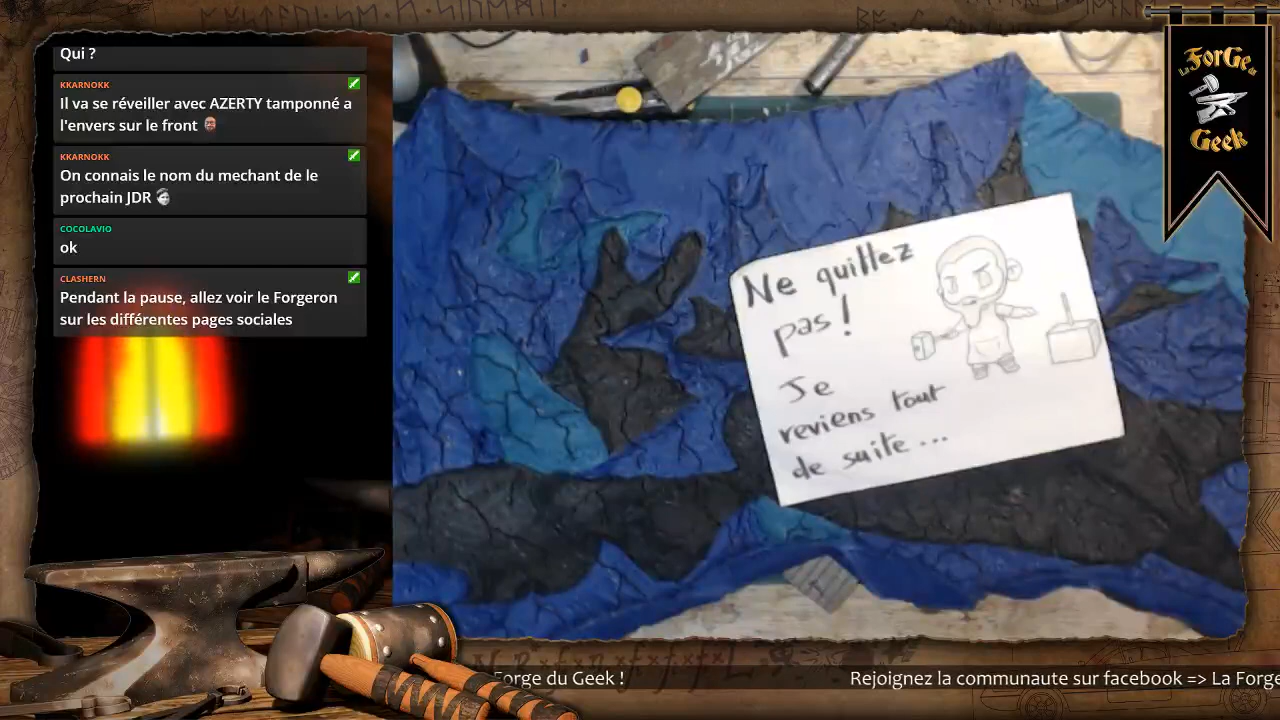 Qui ?
KKARNOKK
Il va se réveiller avec AZERTY tamponné a
l'envers sur le front
KKARNOKK
On connais le nom du mechant de le
prochain JDR
COCOLAVIO
ok
CLASHERN
Pendant la pause, allez voir le Forgeron
sur les différentes pages sociales
Ne quittez
pas !
Je
reviens tout
de suite...
La ForGe du
Geek
Forge du Geek !
Rejoignez la communaute sur facebook => La Forge